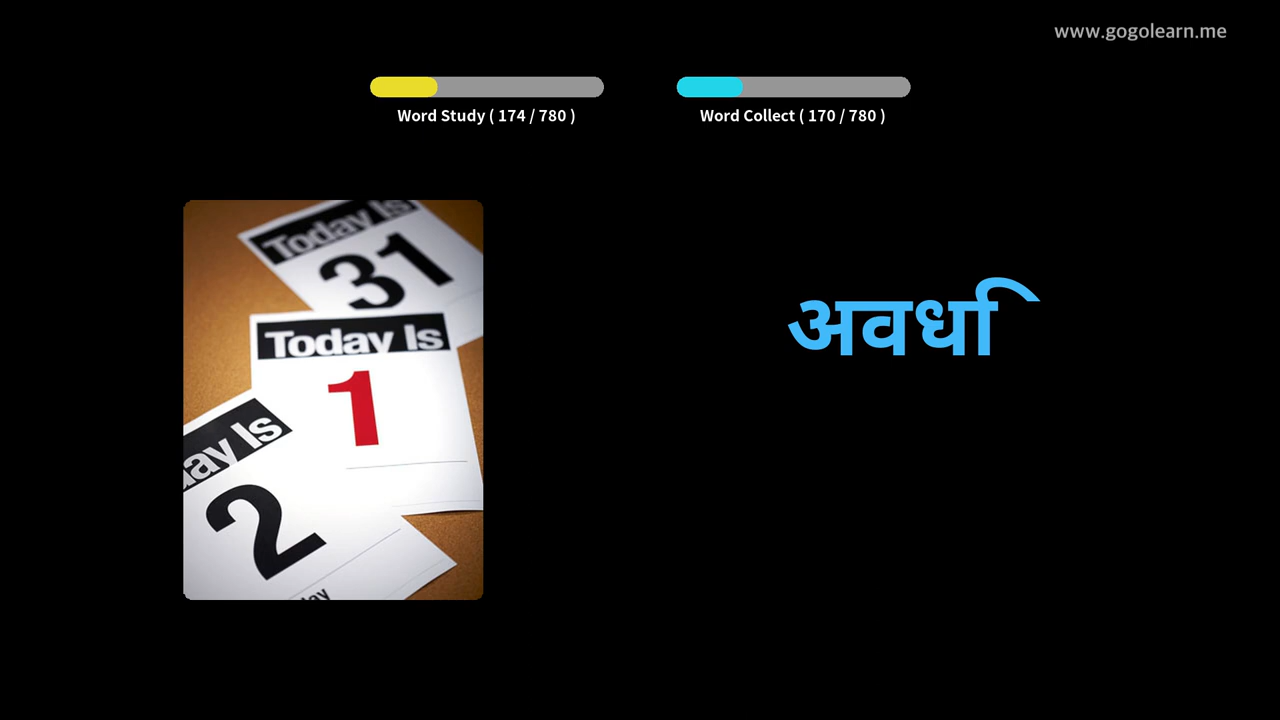 www.gogolearn.me
Word Study ( 174 / 780 )
Word Collect ( 170 / 780 )
Today Is
31
Today Is
1
ay Is
2
अवधि